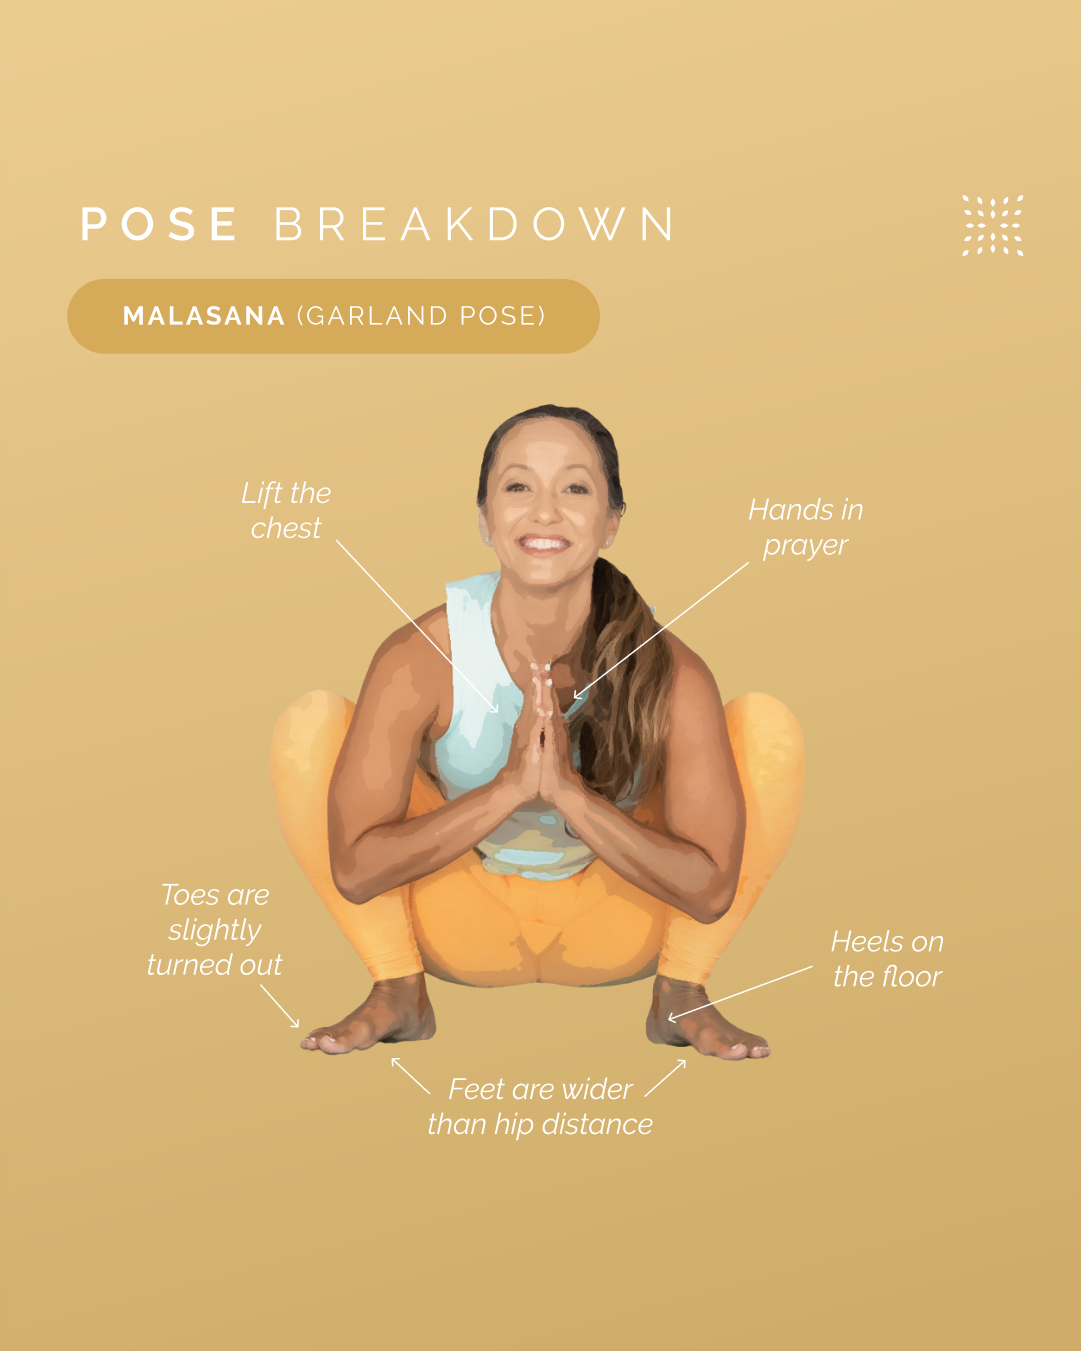 POSE BREAKDOWN
MALASANA (GARLAND POSE)
Lift the
chest
Hands in
prayer
Toes are
slightly
turned out
Heels on
the floor
Feet are wider
than hip distance